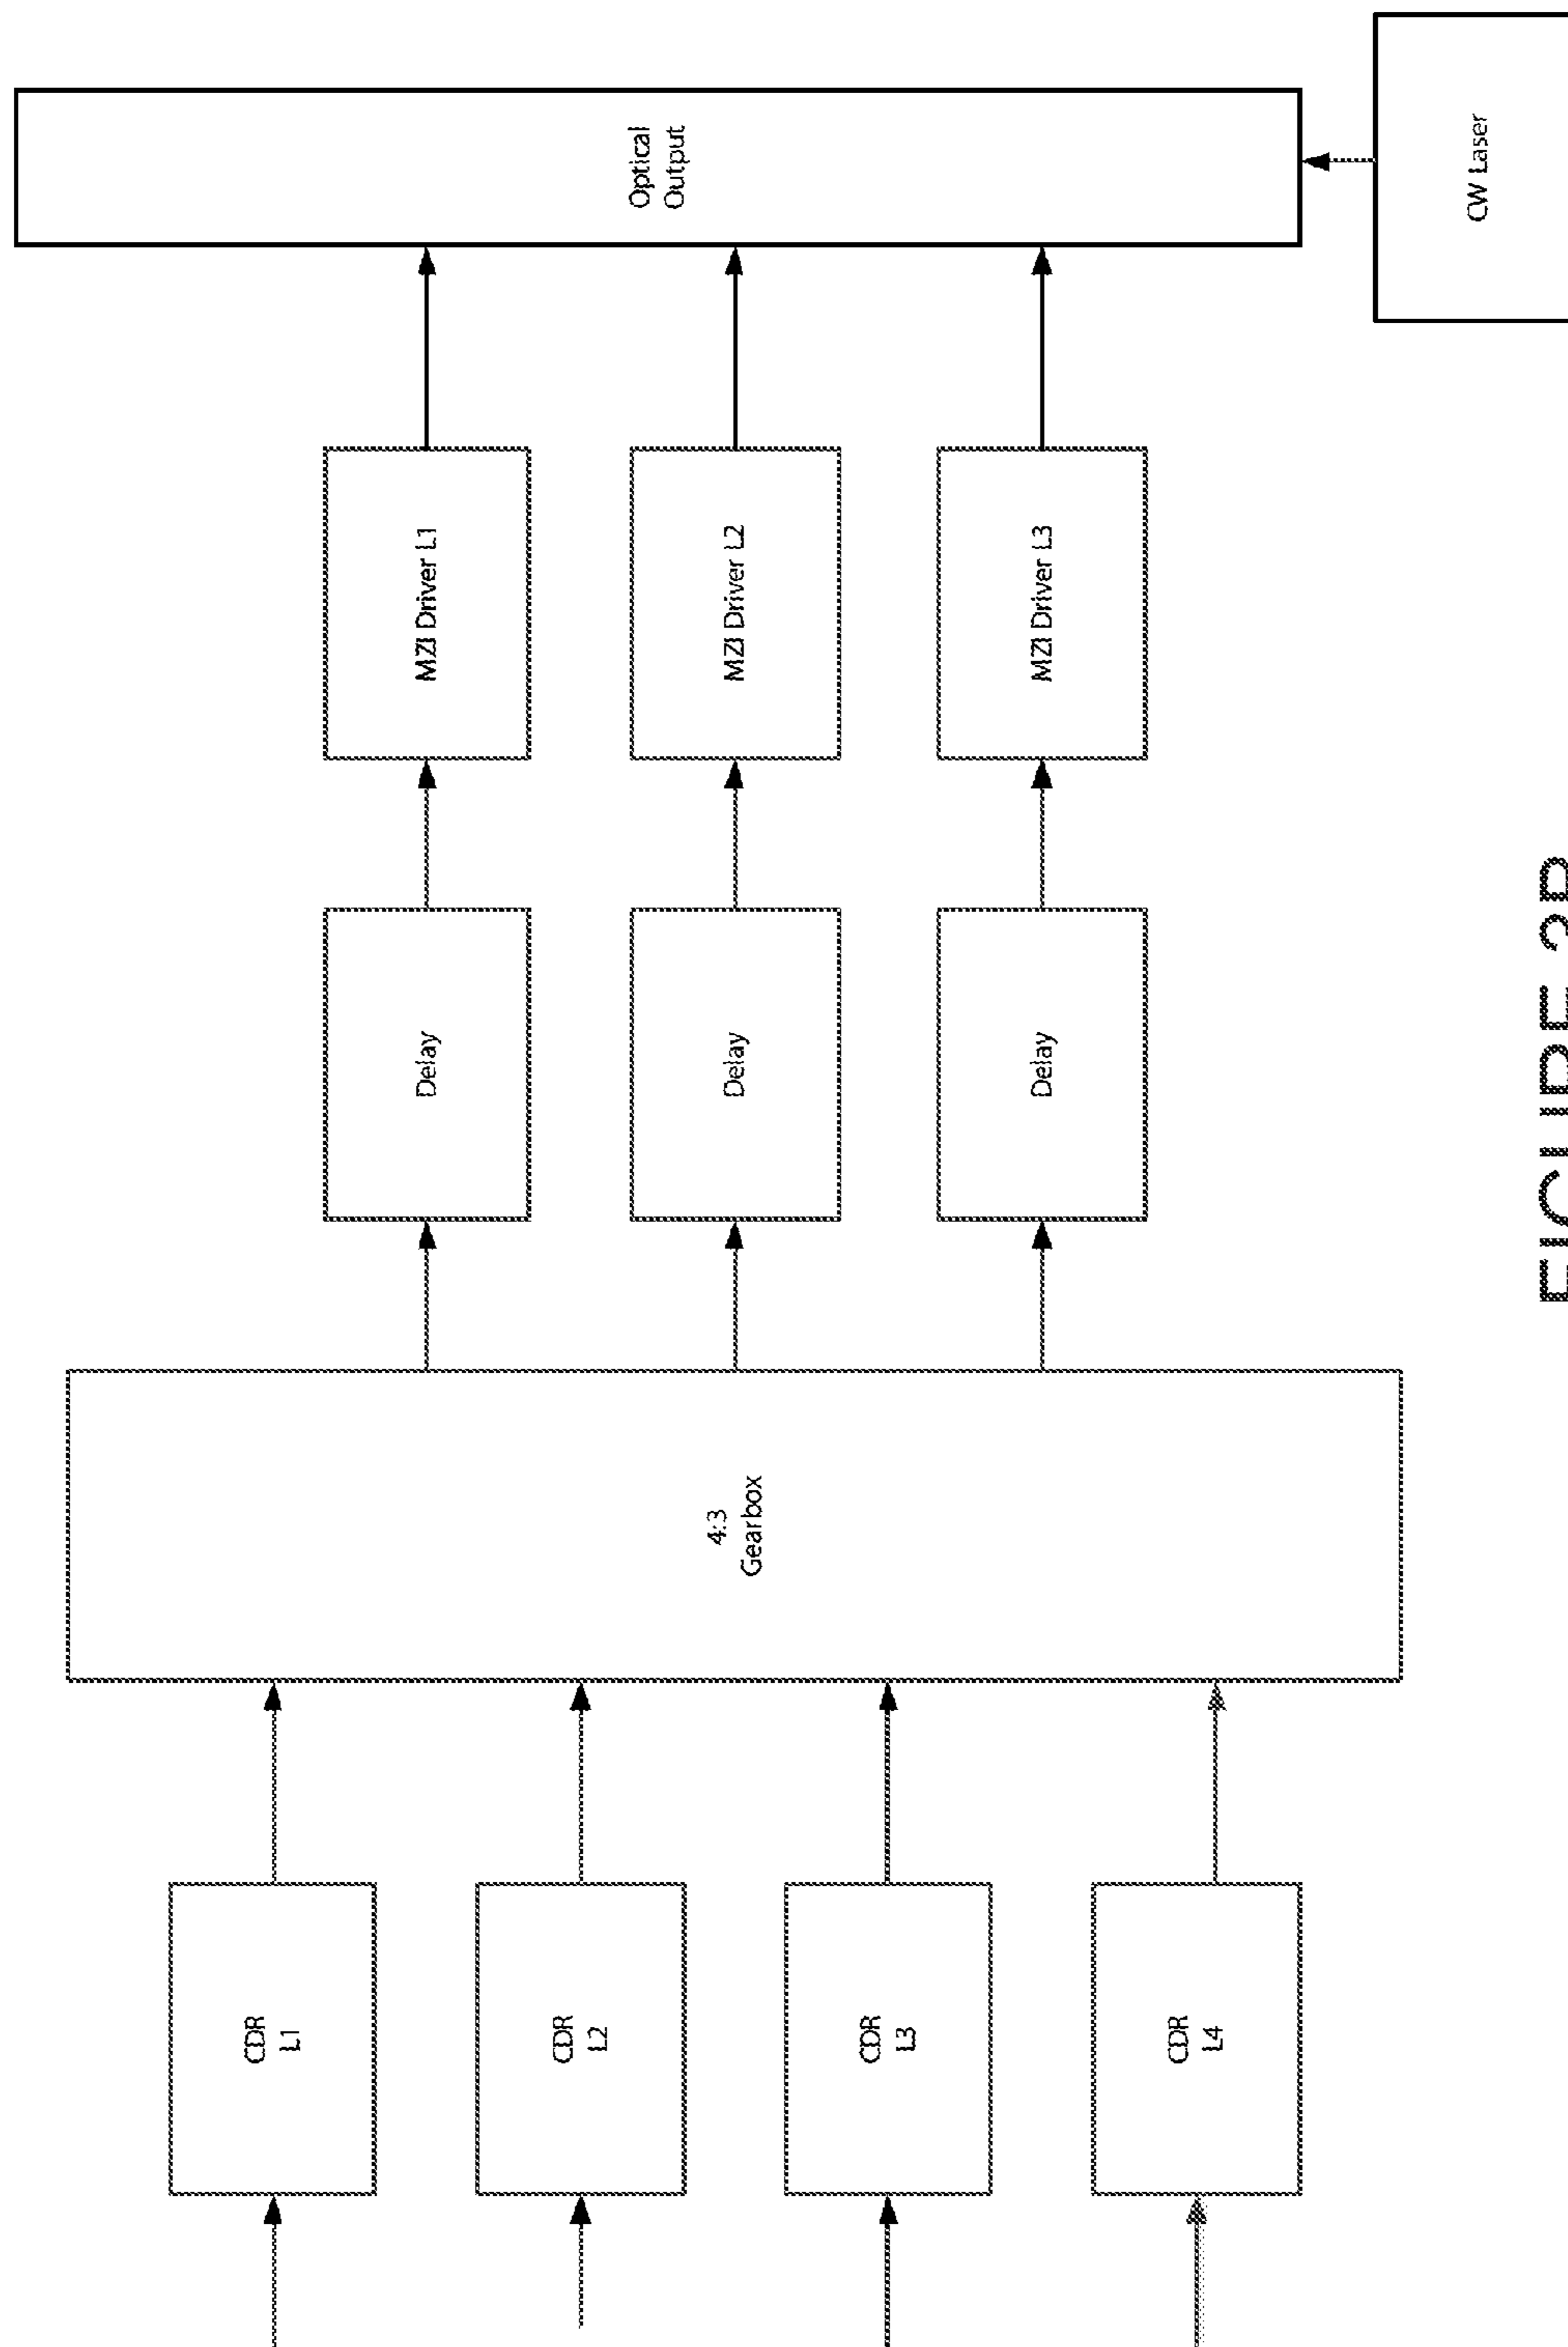 CDR
L1
CDR
L2
CDR
L3
CDR
L4
4:3
Gearbox
Delay
Delay
Delay
MZI Driver L1
MZI Driver L2
MZI Driver L3
Optical
Output
CW Laser
FIGURE